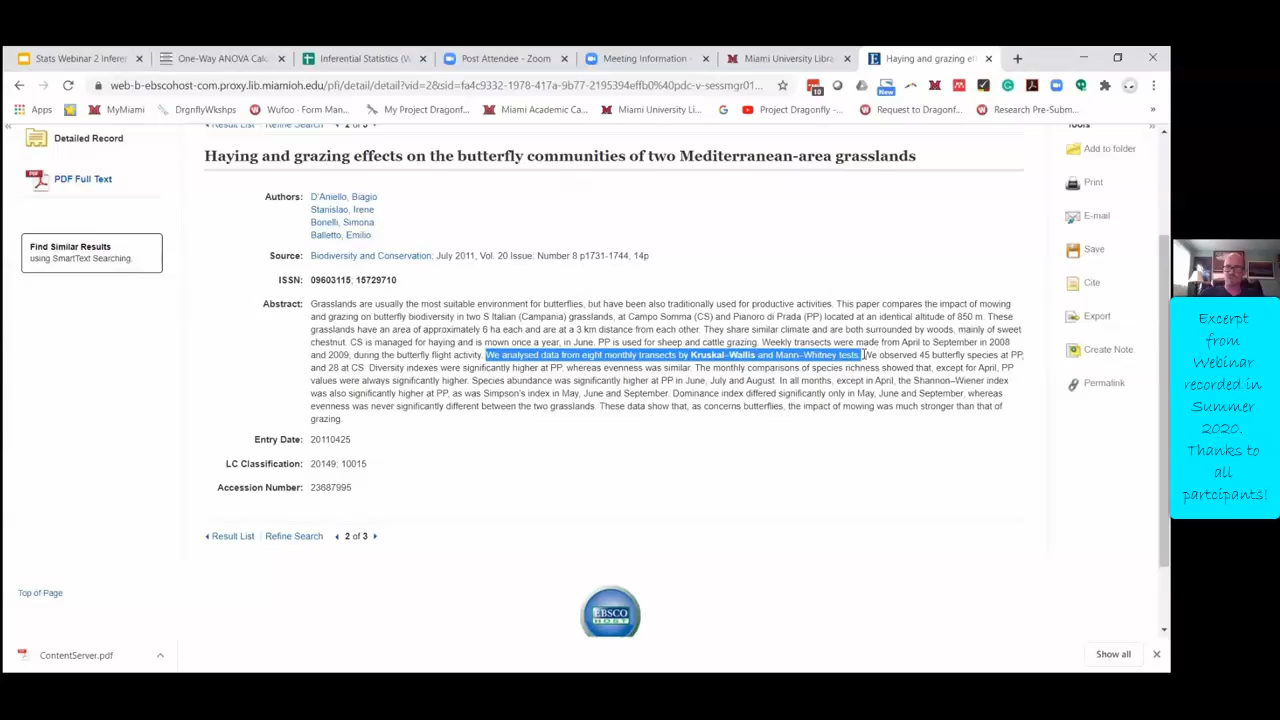 Stats Webinar 2 Infere
One-Way ANOVA Calc
Inferential Statistics (W
Post Attendee - Zoom
Meeting Information -
Miami University Libra
Haying and grazing eff
web-b-ebscohost-com.proxy.lib.miamioh.edu/pfi/detail/detail?vid=2&sid=fa4c9332-1978-417a-9b77-2195394effb0%40pdc-v-sessmgr01...
10
New
Apps
MyMiami
DrgnflyWkshps
Wufoo - Form Man...
My Project Dragonf...
Miami Academic Ca...
Miami University Li...
Project Dragonfly -...
Request to Dragonf...
Research Pre-Subm...
Result List
Refine Search
2 of 3
Tools
Detailed Record
PDF Full Text
Find Similar Results
using SmartText Searching.
Haying and grazing effects on the butterfly communities of two Mediterranean-area grasslands
Authors:
D'Aniello, Biagio
Stanislao, Irene
Bonelli, Simona
Balletto, Emilio
Source: Biodiversity and Conservation; July 2011, Vol. 20 Issue: Number 8 p1731-1744, 14p
ISSN: 09603115, 15729710
Abstract: Grasslands are usually the most suitable environment for butterflies, but have been also traditionally used for productive activities. This paper compares the impact of mowing
and grazing on butterfly biodiversity in two S Italian (Campania) grasslands, at Campo Somma (CS) and Pianoro di Prada (PP) located at an identical altitude of 850 m. These
grasslands have an area of approximately 6 ha each and are at a 3 km distance from each other. They share similar climate and are both surrounded by woods, mainly of sweet
chestnut. CS is managed for haying and is mown once a year, in June. PP is used for sheep and cattle grazing. Weekly transects were made from April to September in 2008
and 2009, during the butterfly flight activity. We analysed data from eight monthly transects by Kruskal–Wallis and Mann–Whitney tests. We observed 45 butterfly species at PP,
and 28 at CS. Diversity indexes were significantly higher at PP, whereas evenness was similar. The monthly comparisons of species richness showed that, except for April, PP
values were always significantly higher. Species abundance was significantly higher at PP in June, July and August. In all months, except in April, the Shannon–Wiener index
was also significantly higher at PP, as was Simpson's index in May, June and September. Dominance index differed significantly only in May, June and September, whereas
evenness was never significantly different between the two grasslands. These data show that, as concerns butterflies, the impact of mowing was much stronger than that of
grazing.
Entry Date: 20110425
LC Classification: 20149; 10015
Accession Number: 23687995
Result List
Refine Search
2 of 3
Add to folder
Print
E-mail
Save
Cite
Export
Create Note
Permalink
Top of Page
EBSCO
HOST
ContentServer.pdf
Show all
Excerpt
from
Webinar
recorded in
Summer
2020.
Thanks to
all
partcipants!